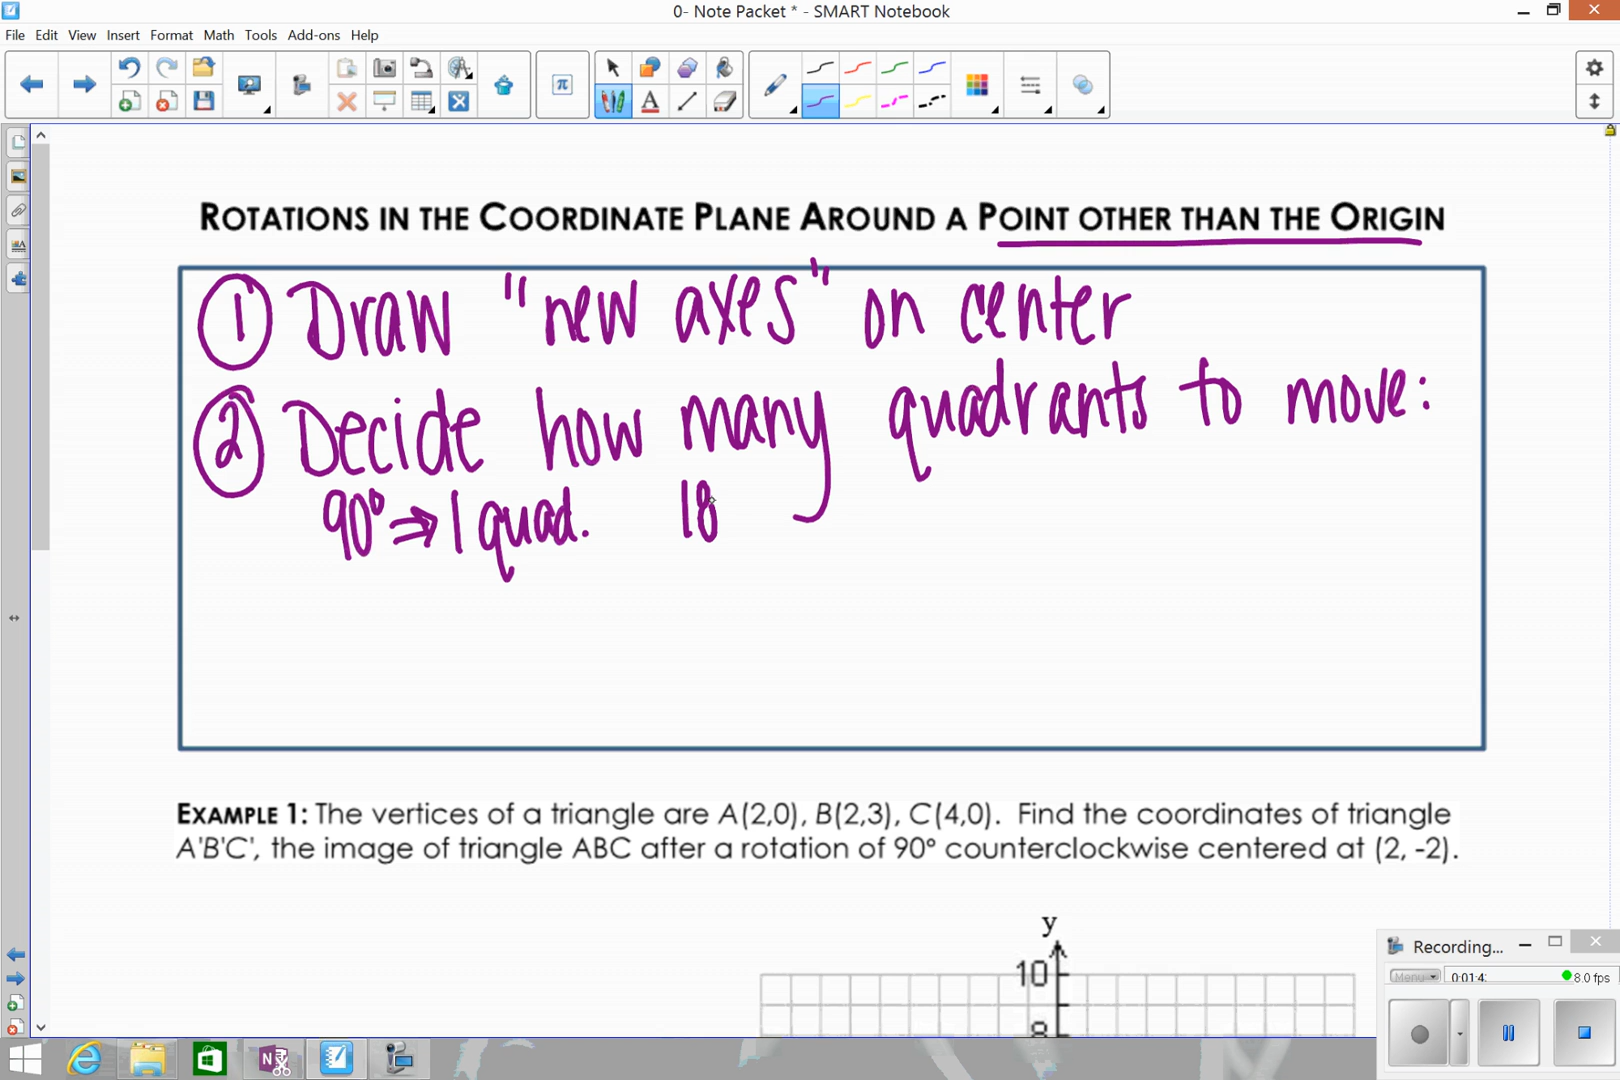 0- Note Packet * - SMART Notebook
File Edit View Insert Format Math Tools Add-ons Help
π A
ROTATIONS IN THE COORDINATE PLANE AROUND A POINT OTHER THAN THE ORIGIN
① Draw "new axes" on center
② Decide how many quadrants to move:
90° ⇒ 1 quad. 18
EXAMPLE 1: The vertices of a triangle are A(2,0), B(2,3), C(4,0). Find the coordinates of triangle
A'B'C', the image of triangle ABC after a rotation of 90° counterclockwise centered at (2, -2).
y
10
8
Recording...
Menu 0:01:4 8.0 fps
N